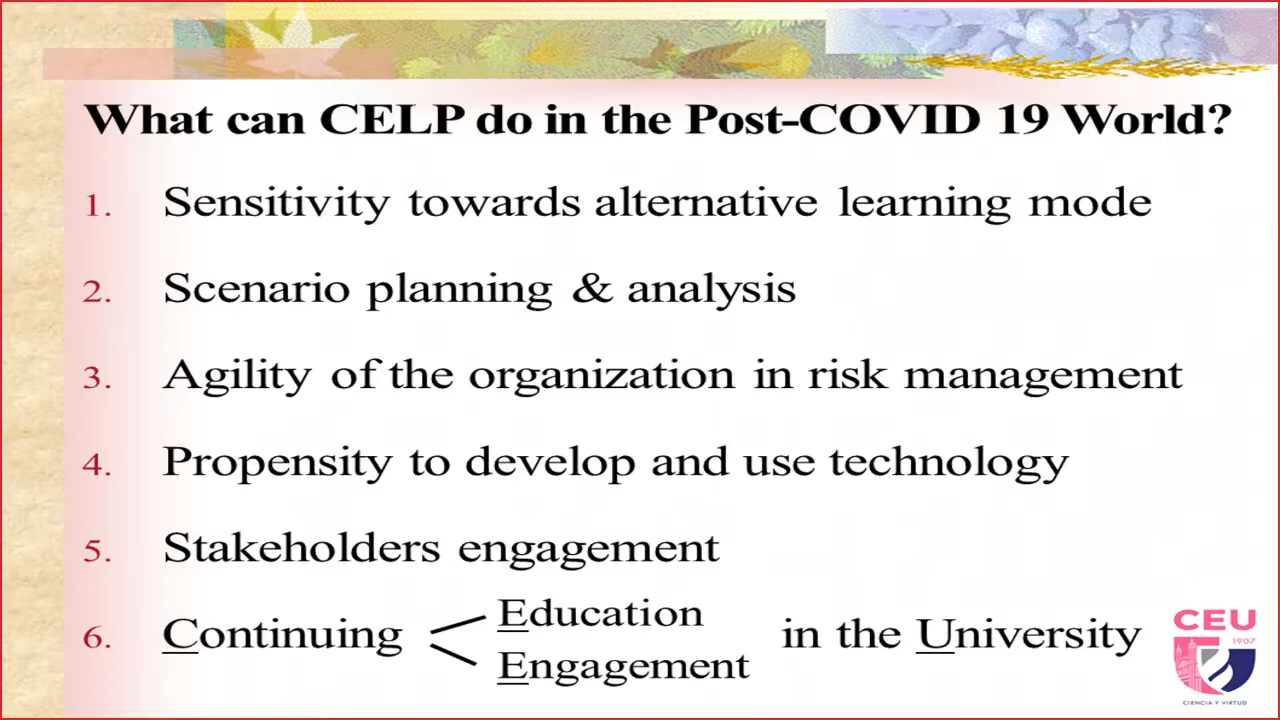 What can CELP do in the Post-COVID 19 World?
1. Sensitivity towards alternative learning mode
2. Scenario planning & analysis
3. Agility of the organization in risk management
4. Propensity to develop and use technology
5. Stakeholders engagement
6. Continuing Education in the University
Engagement
CEU
1907
CIENCIA Y VIRTUD